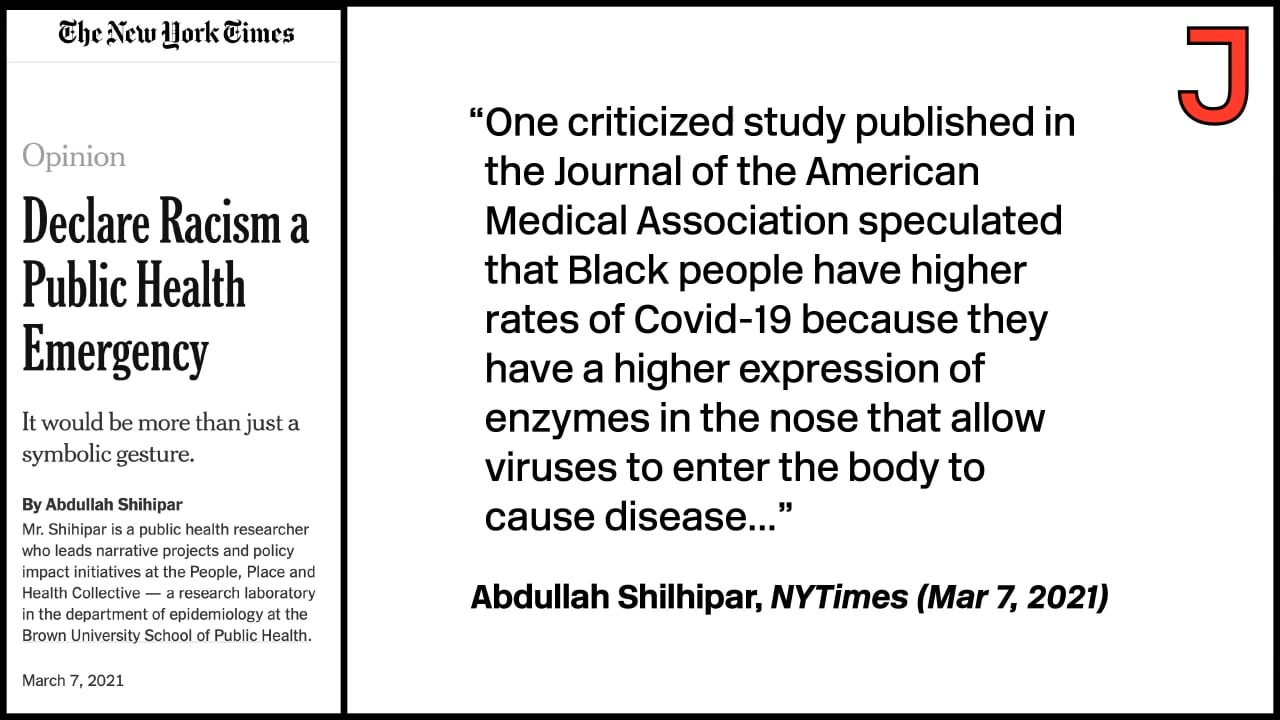 The New York Times
Opinion
Declare Racism a
Public Health
Emergency
It would be more than just a
symbolic gesture.
By Abdullah Shihipar
Mr. Shihipar is a public health researcher
who leads narrative projects and policy
impact initiatives at the People, Place and
Health Collective — a research laboratory
in the department of epidemiology at the
Brown University School of Public Health.
March 7, 2021
J
“One criticized study published in
the Journal of the American
Medical Association speculated
that Black people have higher
rates of Covid-19 because they
have a higher expression of
enzymes in the nose that allow
viruses to enter the body to
cause disease...”
Abdullah Shilhipar, NYTimes (Mar 7, 2021)